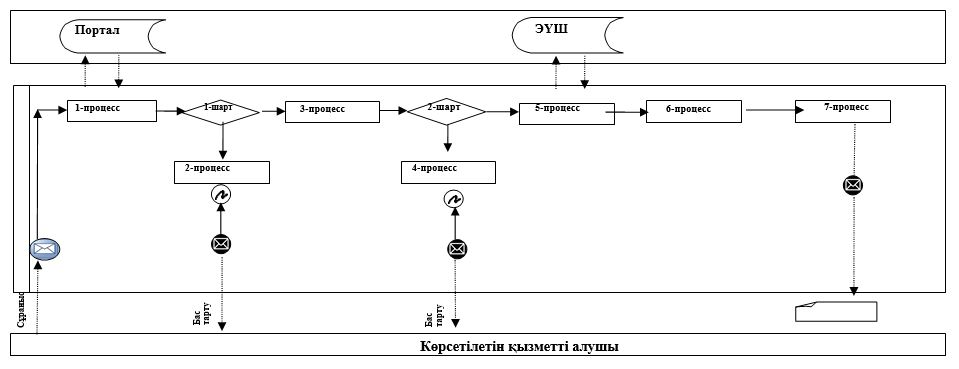 Портал
ЭҮШ
1-процесс
1-шарт
3-процесс
2-шарт
5-процесс
6-процесс
7-процесс
2-процесс
4-процесс
Сұраныс
Бас
тарту
Бас
тарту
Көрсетілетін қызметті алушы